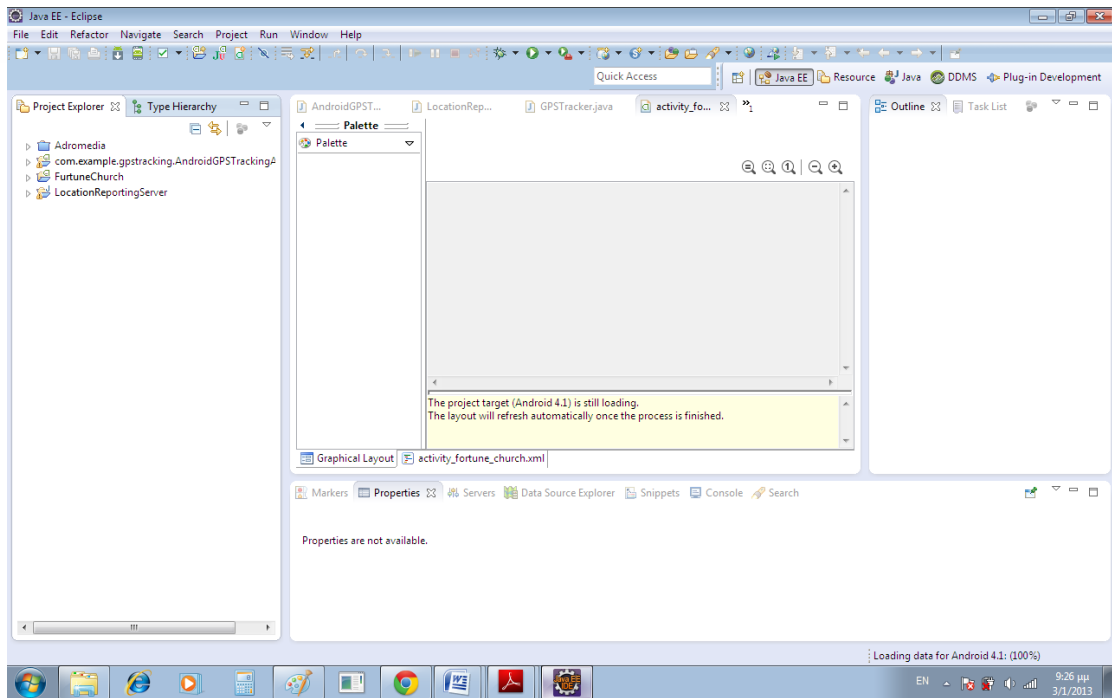 Java EE - Eclipse
File Edit Refactor Navigate Search Project Run Window Help
Quick Access
Java EE Resource Java DDMS Plug-in Development
Project Explorer Type Hierarchy
Adromedia
com.example.gpstracking.AndroidGPSTrackingA
FurtuneChurch
LocationReportingServer
AndroidGPST... LocationRep... GPSTracker.java activity_fo... »1
Palette
Palette
The project target (Android 4.1) is still loading.
The layout will refresh automatically once the process is finished.
Graphical Layout activity_fortune_church.xml
Outline Task List
Markers Properties Servers Data Source Explorer Snippets Console Search
Properties are not available.
Loading data for Android 4.1: (100%)
EN
9:26 μμ
3/1/2013